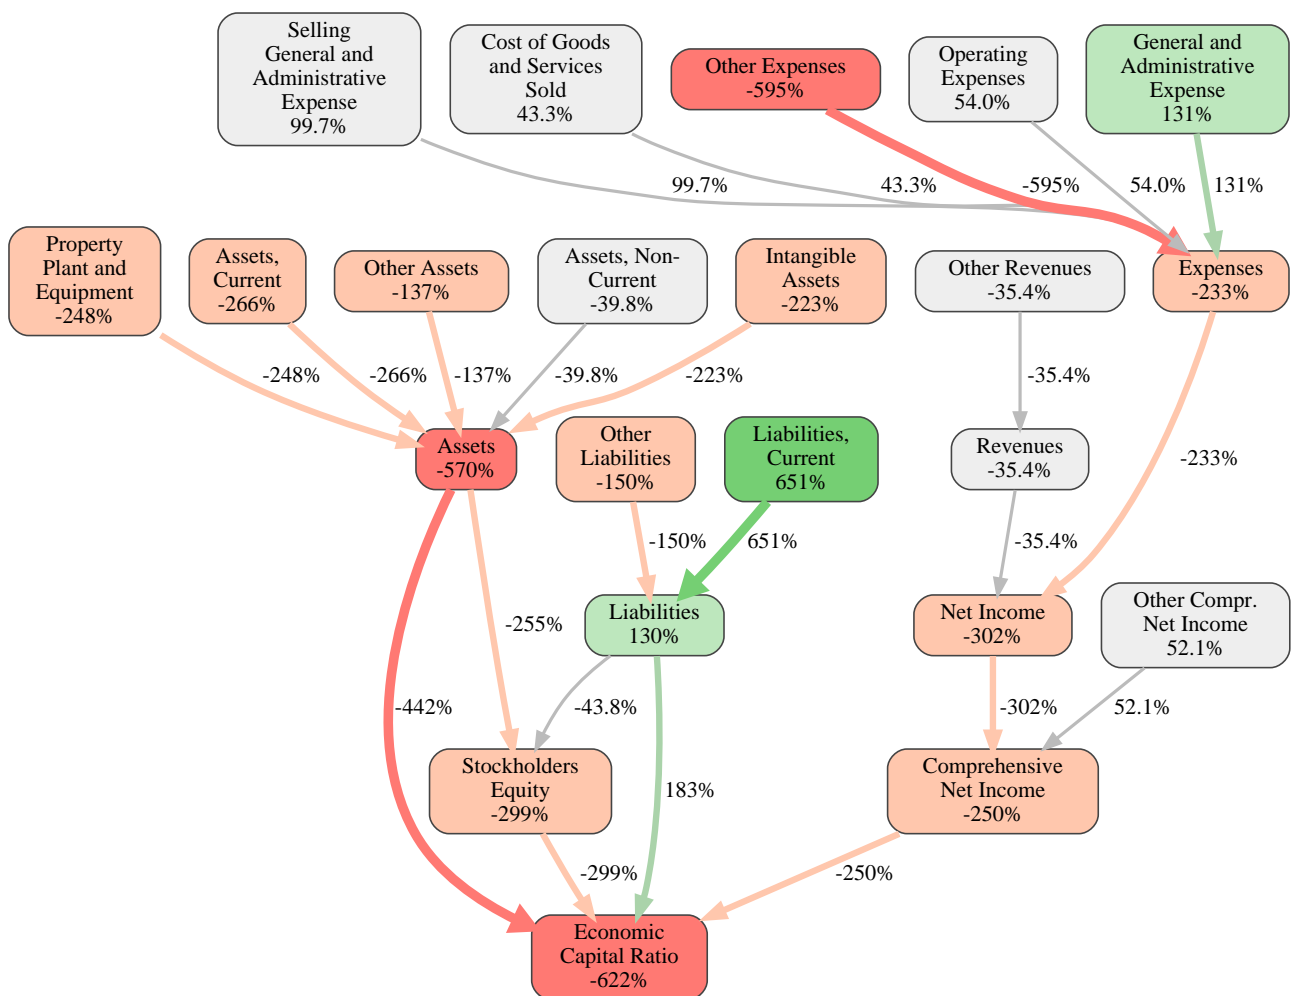 Selling
General and
Administrative
Expense
99.7%
Cost of Goods
and Services
Sold
43.3%
Other Expenses
-595%
Operating
Expenses
54.0%
General and
Administrative
Expense
131%
99.7%
43.3%
-595%
54.0%
131%
Property
Plant and
Equipment
-248%
Assets,
Current
-266%
Other Assets
-137%
Assets, Non-
Current
-39.8%
Intangible
Assets
-223%
Other Revenues
-35.4%
Expenses
-233%
-248%
-266%
-137%
-39.8%
-223%
-35.4%
Assets
-570%
Other
Liabilities
-150%
Liabilities,
Current
651%
Revenues
-35.4%
-233%
-150%
651%
-35.4%
Liabilities
130%
Net Income
-302%
Other Compr.
Net Income
52.1%
-255%
-442%
-43.8%
-302%
52.1%
Stockholders
Equity
-299%
183%
Comprehensive
Net Income
-250%
-299%
-250%
Economic
Capital Ratio
-622%